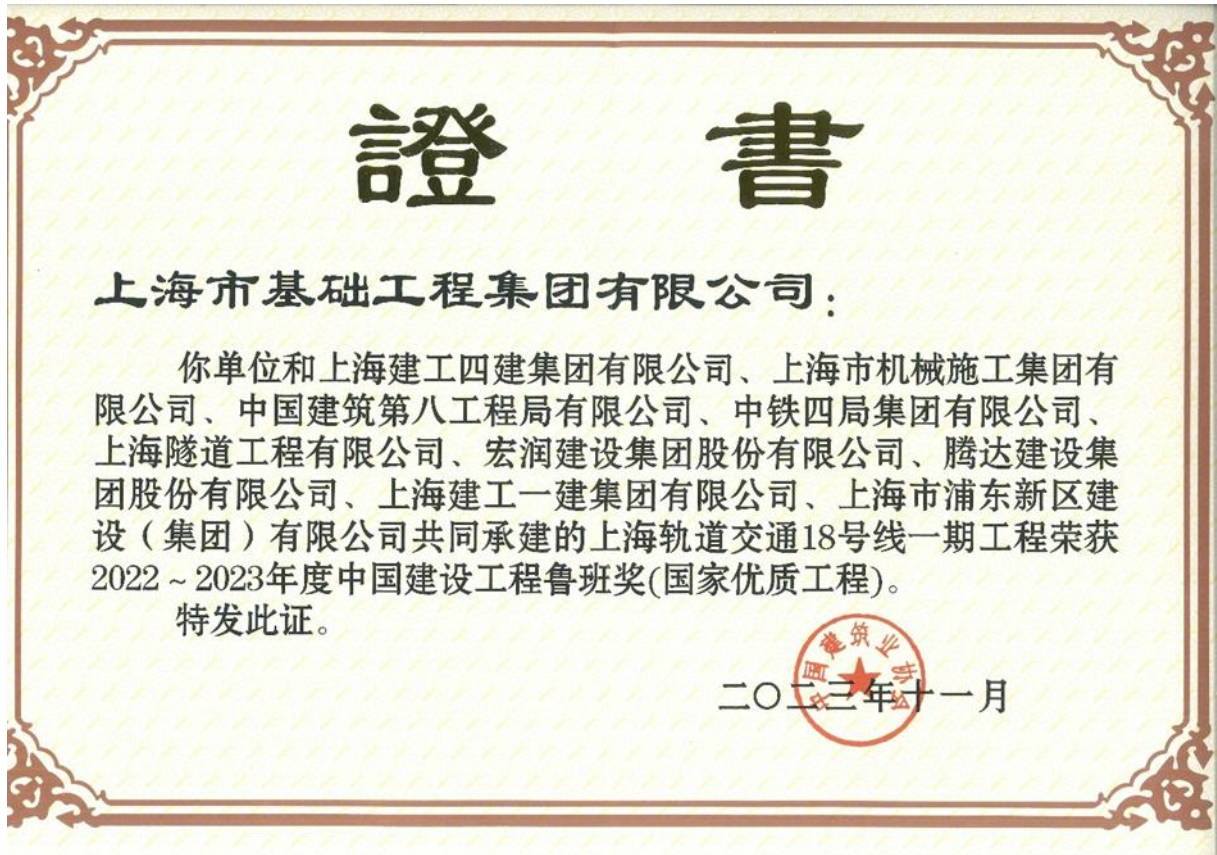 證 書
上海市基础工程集团有限公司：
你单位和上海建工四建集团有限公司、上海市机械施工集团有
限公司、中国建筑第八工程局有限公司、中铁四局集团有限公司、
上海隧道工程有限公司、宏润建设集团股份有限公司、腾达建设集
团股份有限公司、上海建工一建集团有限公司、上海市浦东新区建
设（集团）有限公司共同承建的上海轨道交通18号线一期工程荣获
2022～2023年度中国建设工程鲁班奖(国家优质工程)。
特发此证。
中国建筑业协会
二〇二三年十一月